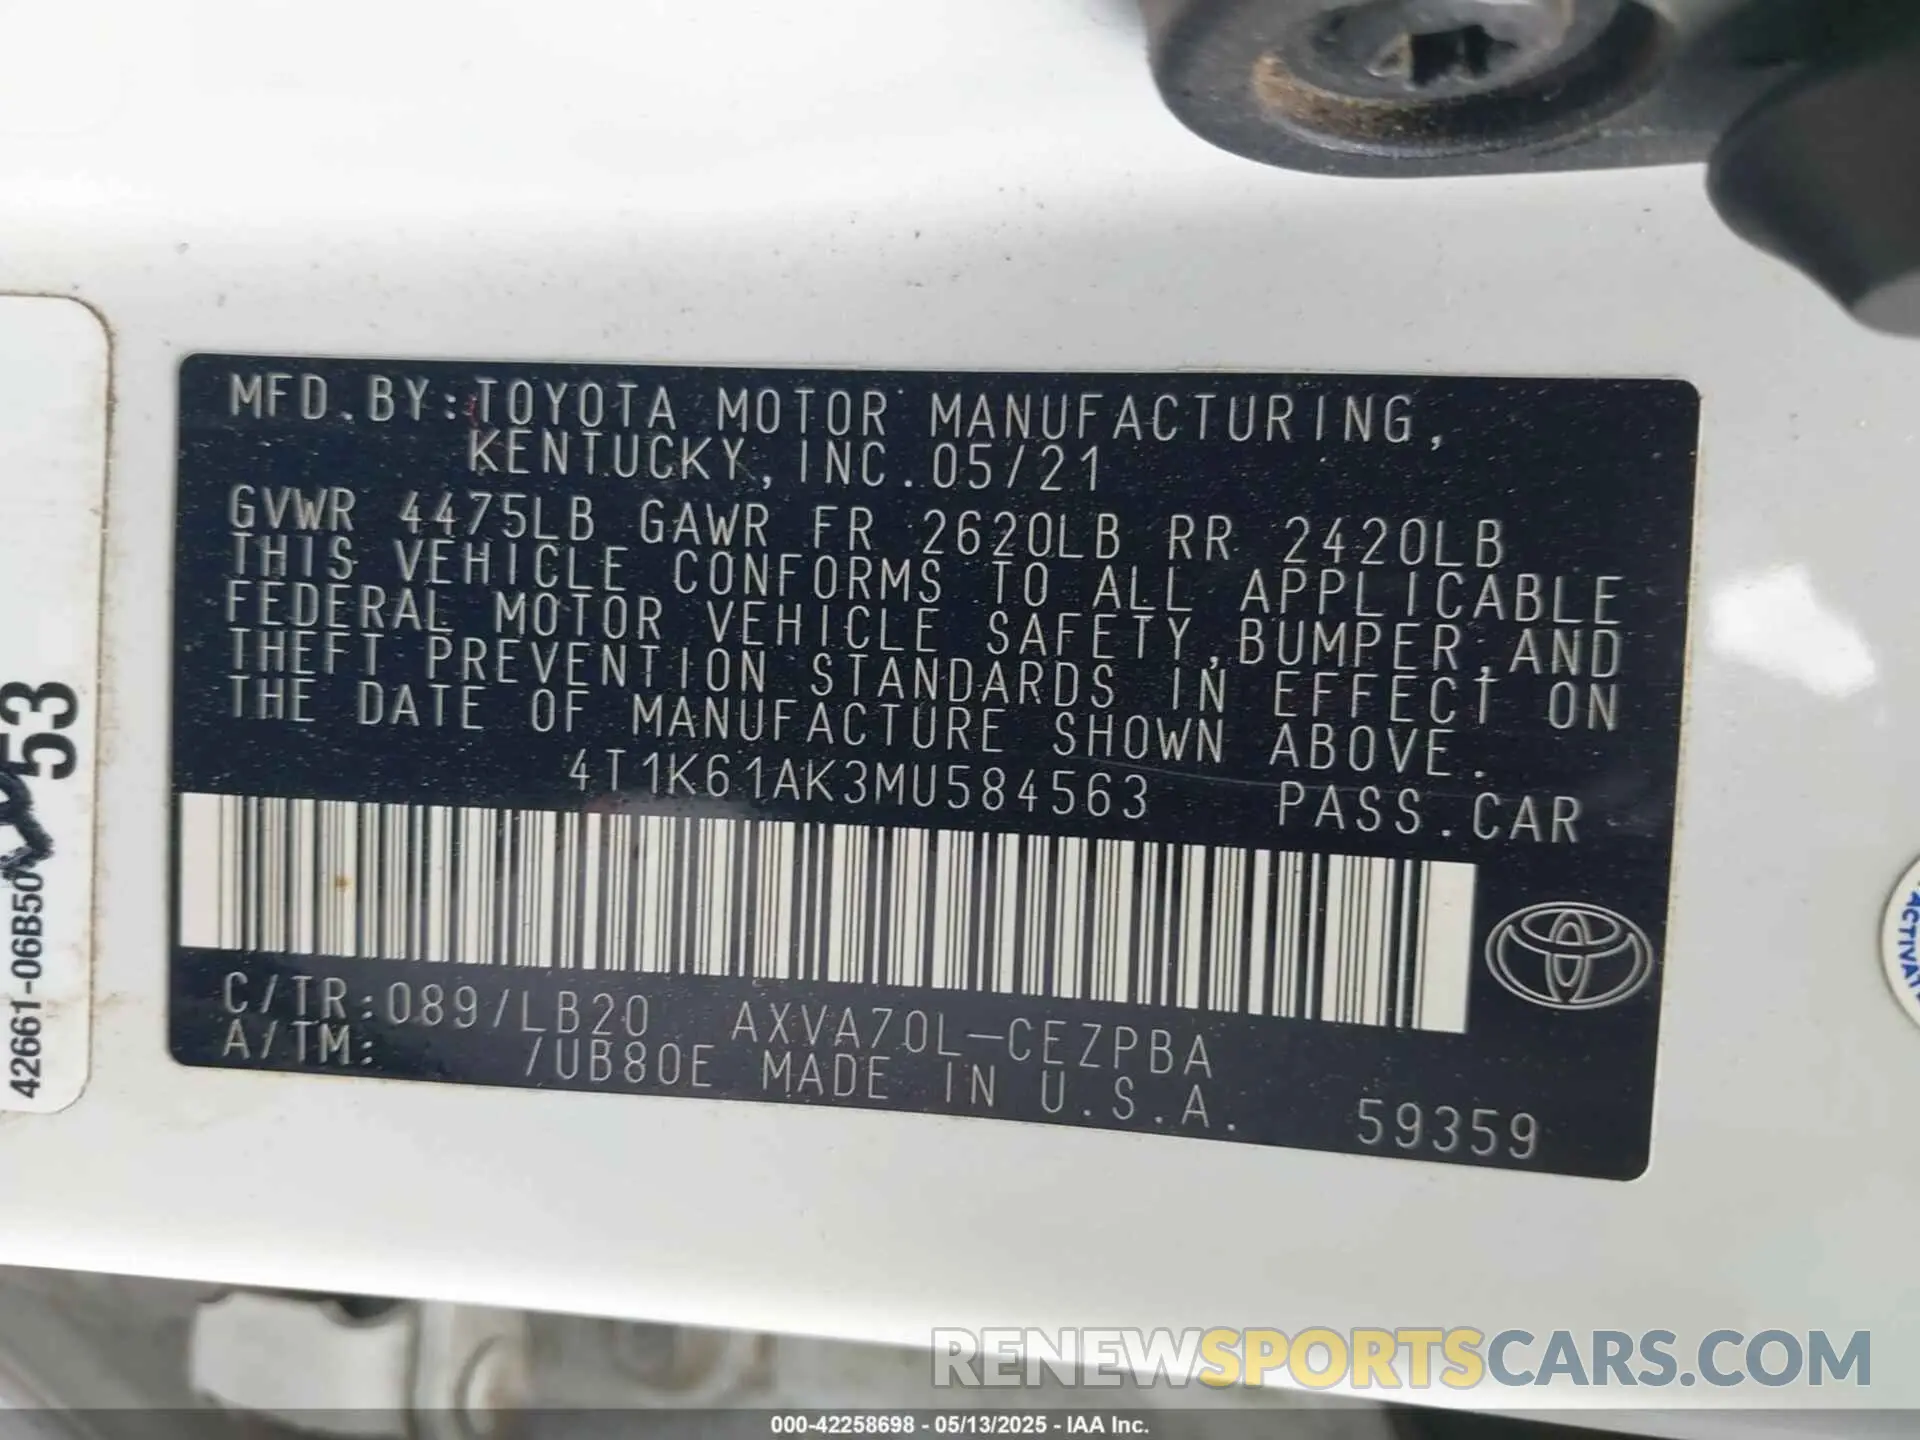 MFD.BY:TOYOTA MOTOR MANUFACTURING,
KENTUCKY, INC. 05/21
GVWR 4475LB GAWR FR 2620LB RR 2420LB
THIS VEHICLE CONFORMS TO ALL APPLICABLE
FEDERAL MOTOR VEHICLE SAFETY,BUMPER,AND
THEFT PREVENTION STANDARDS IN EFFECT ON
THE DATE OF MANUFACTURE SHOWN ABOVE.
4T1K61AK3MU584563 PASS.CAR
C/TR:089/LB20 AXVA70L-CEZPBA
A/TM: /UB80E MADE IN U.S.A.
59359
53
42661-06B50
RENEWSPORTSCARS.COM
000-42258698 - 05/13/2025 - IAA Inc.